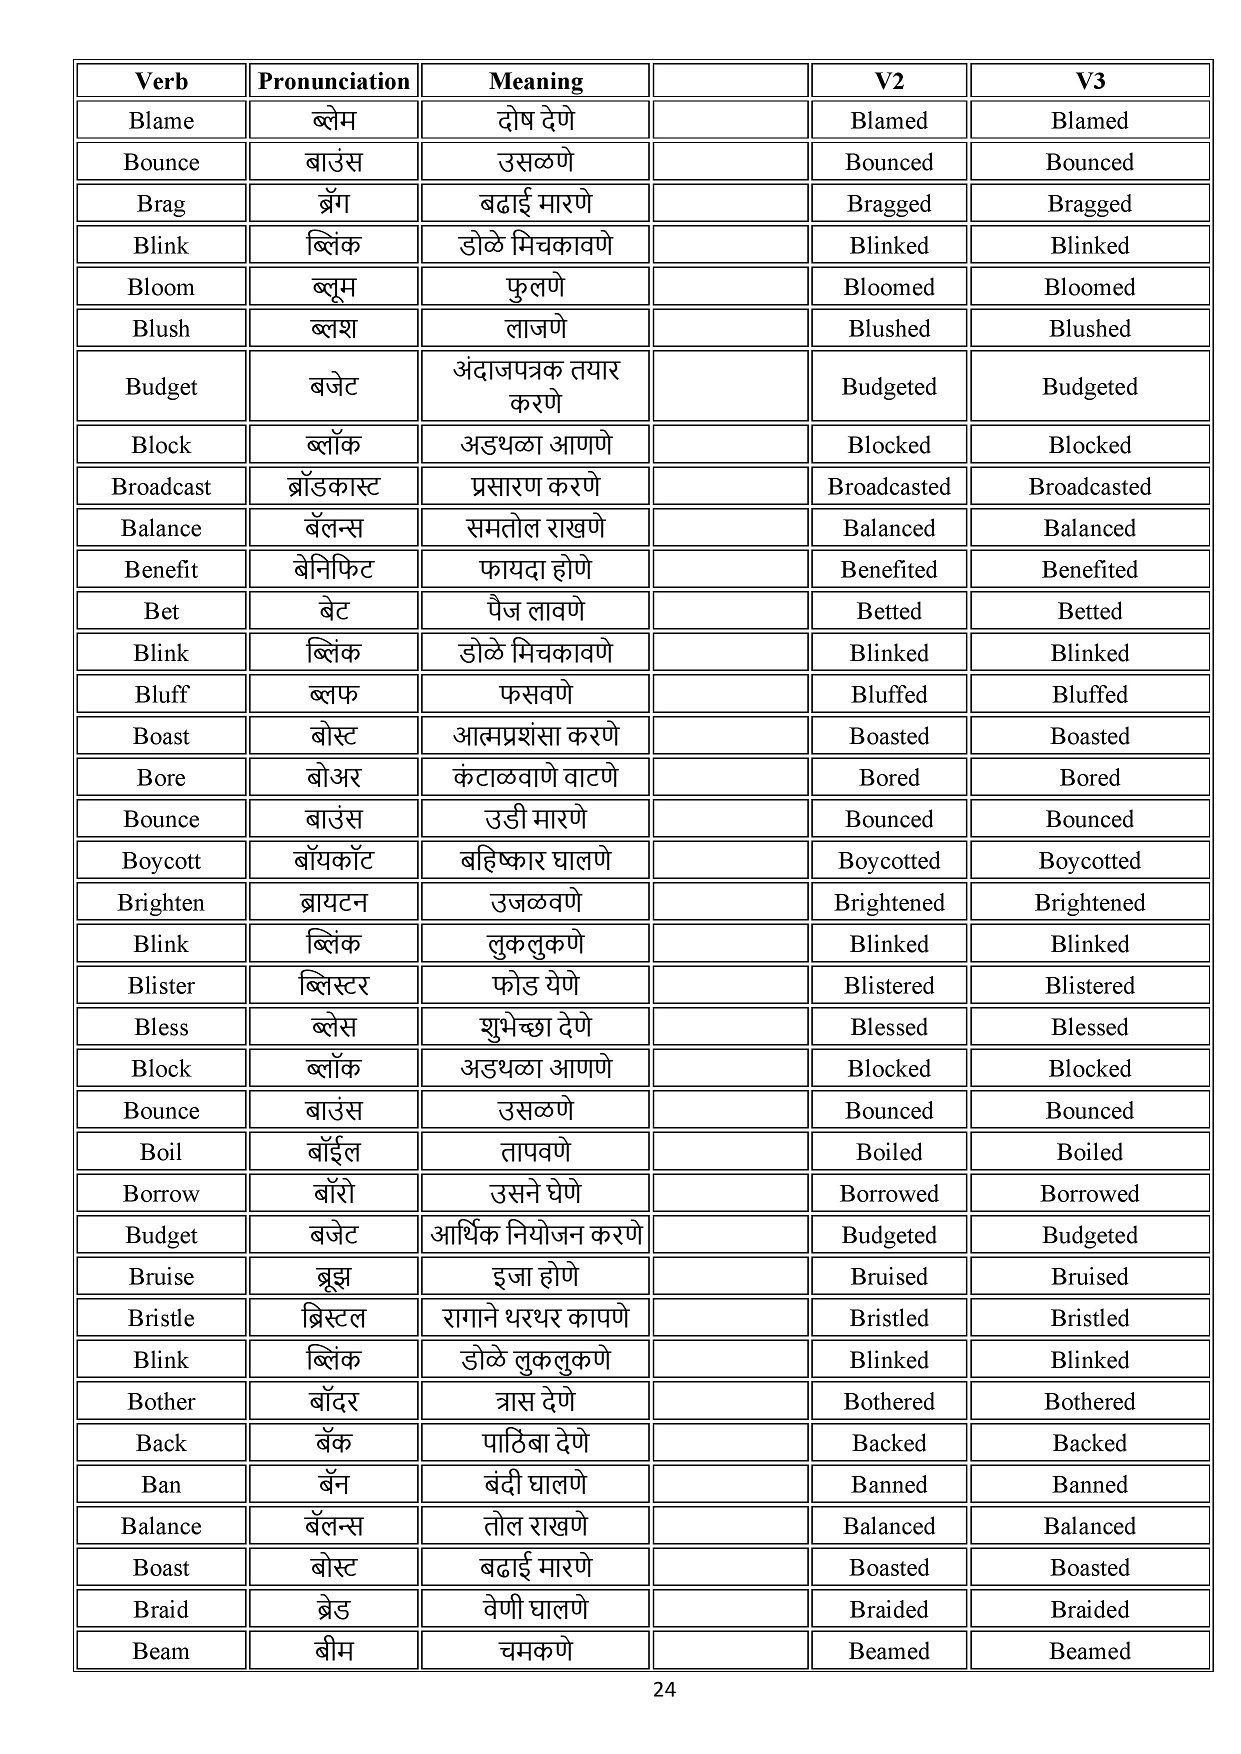 Verb Pronunciation Meaning V2 V3
Blame ब्लेम दोष देणे Blamed Blamed
Bounce बाउंस उसळणे Bounced Bounced
Brag ब्रॅग बढाई मारणे Bragged Bragged
Blink ब्लिंक डोळे मिचकावणे Blinked Blinked
Bloom ब्लूम फुलणे Bloomed Bloomed
Blush ब्लश लाजणे Blushed Blushed
Budget बजेट अंदाजपत्रक तयार
करणे Budgeted Budgeted
Block ब्लॉक अडथळा आणणे Blocked Blocked
Broadcast ब्रॉडकास्ट प्रसारण करणे Broadcasted Broadcasted
Balance बॅलन्स समतोल राखणे Balanced Balanced
Benefit बेनिफिट फायदा होणे Benefited Benefited
Bet बेट पैज लावणे Betted Betted
Blink ब्लिंक डोळे मिचकावणे Blinked Blinked
Bluff ब्लफ फसवणे Bluffed Bluffed
Boast बोस्ट आत्मप्रशंसा करणे Boasted Boasted
Bore बोअर कंटाळवाणे वाटणे Bored Bored
Bounce बाउंस उडी मारणे Bounced Bounced
Boycott बॉयकॉट बहिष्कार घालणे Boycotted Boycotted
Brighten ब्रायटन उजळवणे Brightened Brightened
Blink ब्लिंक लुकलुकणे Blinked Blinked
Blister ब्लिस्टर फोड येणे Blistered Blistered
Bless ब्लेस शुभेच्छा देणे Blessed Blessed
Block ब्लॉक अडथळा आणणे Blocked Blocked
Bounce बाउंस उसळणे Bounced Bounced
Boil बॉईल तापवणे Boiled Boiled
Borrow बॉरो उसने घेणे Borrowed Borrowed
Budget बजेट आर्थिक नियोजन करणे Budgeted Budgeted
Bruise ब्रूझ इजा होणे Bruised Bruised
Bristle ब्रिस्टल रागाने थरथर कापणे Bristled Bristled
Blink ब्लिंक डोळे लुकलुकणे Blinked Blinked
Bother बॉदर त्रास देणे Bothered Bothered
Back बॅक पाठिंबा देणे Backed Backed
Ban बॅन बंदी घालणे Banned Banned
Balance बॅलन्स तोल राखणे Balanced Balanced
Boast बोस्ट बढाई मारणे Boasted Boasted
Braid ब्रेड वेणी घालणे Braided Braided
Beam बीम चमकणे Beamed Beamed
24